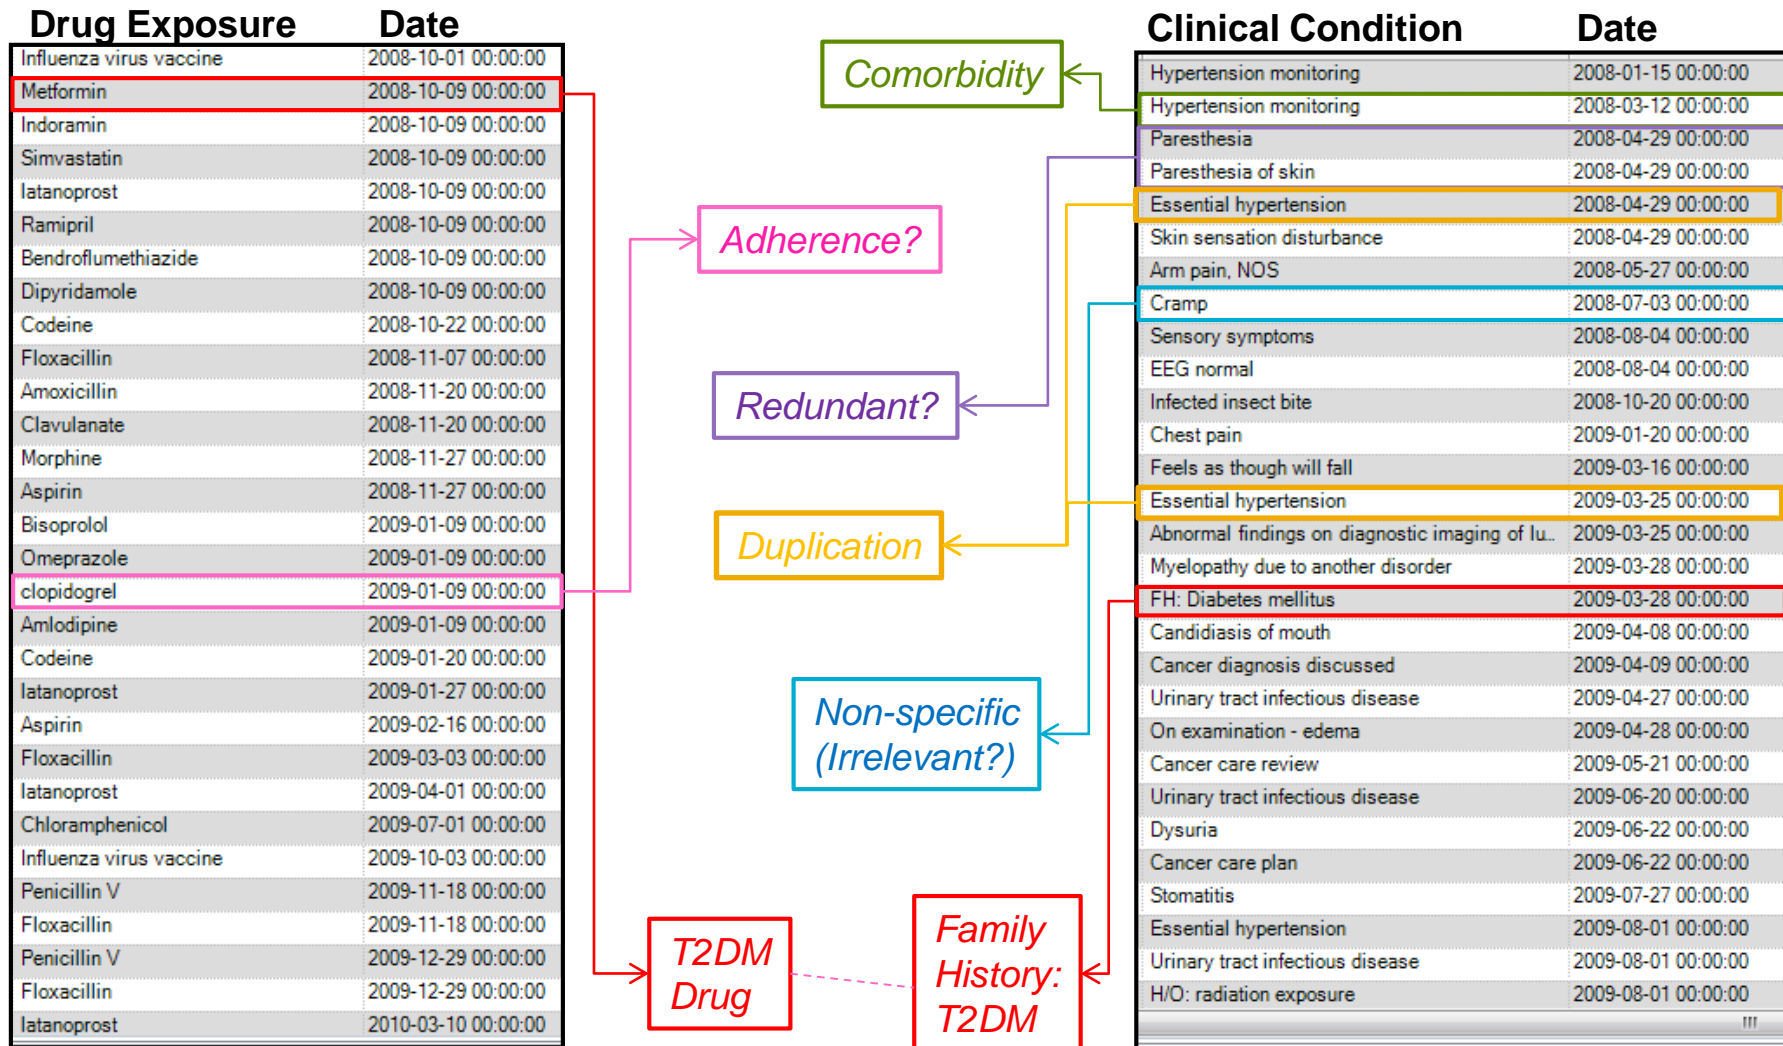 Drug Exposure Date
Influenza virus vaccine 2008-10-01 00:00:00
Metformin 2008-10-09 00:00:00
Indoramin 2008-10-09 00:00:00
Simvastatin 2008-10-09 00:00:00
latanoprost 2008-10-09 00:00:00
Ramipril 2008-10-09 00:00:00
Bendroflumethiazide 2008-10-09 00:00:00
Dipyridamole 2008-10-09 00:00:00
Codeine 2008-10-22 00:00:00
Floxacillin 2008-11-07 00:00:00
Amoxicillin 2008-11-20 00:00:00
Clavulanate 2008-11-20 00:00:00
Morphine 2008-11-27 00:00:00
Aspirin 2008-11-27 00:00:00
Bisoprolol 2009-01-09 00:00:00
Omeprazole 2009-01-09 00:00:00
clopidogrel 2009-01-09 00:00:00
Amlodipine 2009-01-09 00:00:00
Codeine 2009-01-20 00:00:00
latanoprost 2009-01-27 00:00:00
Aspirin 2009-02-16 00:00:00
Floxacillin 2009-03-03 00:00:00
latanoprost 2009-04-01 00:00:00
Chloramphenicol 2009-07-01 00:00:00
Influenza virus vaccine 2009-10-03 00:00:00
Penicillin V 2009-11-18 00:00:00
Floxacillin 2009-11-18 00:00:00
Penicillin V 2009-12-29 00:00:00
Floxacillin 2009-12-29 00:00:00
latanoprost 2010-03-10 00:00:00
Comorbidity
Adherence?
Redundant?
Duplication
Non-specific
(Irrelevant?)
T2DM
Drug
Family
History:
T2DM
Clinical Condition Date
Hypertension monitoring 2008-01-15 00:00:00
Hypertension monitoring 2008-03-12 00:00:00
Paresthesia 2008-04-29 00:00:00
Paresthesia of skin 2008-04-29 00:00:00
Essential hypertension 2008-04-29 00:00:00
Skin sensation disturbance 2008-04-29 00:00:00
Arm pain, NOS 2008-05-27 00:00:00
Cramp 2008-07-03 00:00:00
Sensory symptoms 2008-08-04 00:00:00
EEG normal 2008-08-04 00:00:00
Infected insect bite 2008-10-20 00:00:00
Chest pain 2009-01-20 00:00:00
Feels as though will fall 2009-03-16 00:00:00
Essential hypertension 2009-03-25 00:00:00
Abnormal findings on diagnostic imaging of lu... 2009-03-25 00:00:00
Myelopathy due to another disorder 2009-03-28 00:00:00
FH: Diabetes mellitus 2009-03-28 00:00:00
Candidiasis of mouth 2009-04-08 00:00:00
Cancer diagnosis discussed 2009-04-09 00:00:00
Urinary tract infectious disease 2009-04-27 00:00:00
On examination - edema 2009-04-28 00:00:00
Cancer care review 2009-05-21 00:00:00
Urinary tract infectious disease 2009-06-20 00:00:00
Dysuria 2009-06-22 00:00:00
Cancer care plan 2009-06-22 00:00:00
Stomatitis 2009-07-27 00:00:00
Essential hypertension 2009-08-01 00:00:00
Urinary tract infectious disease 2009-08-01 00:00:00
H/O: radiation exposure 2009-08-01 00:00:00